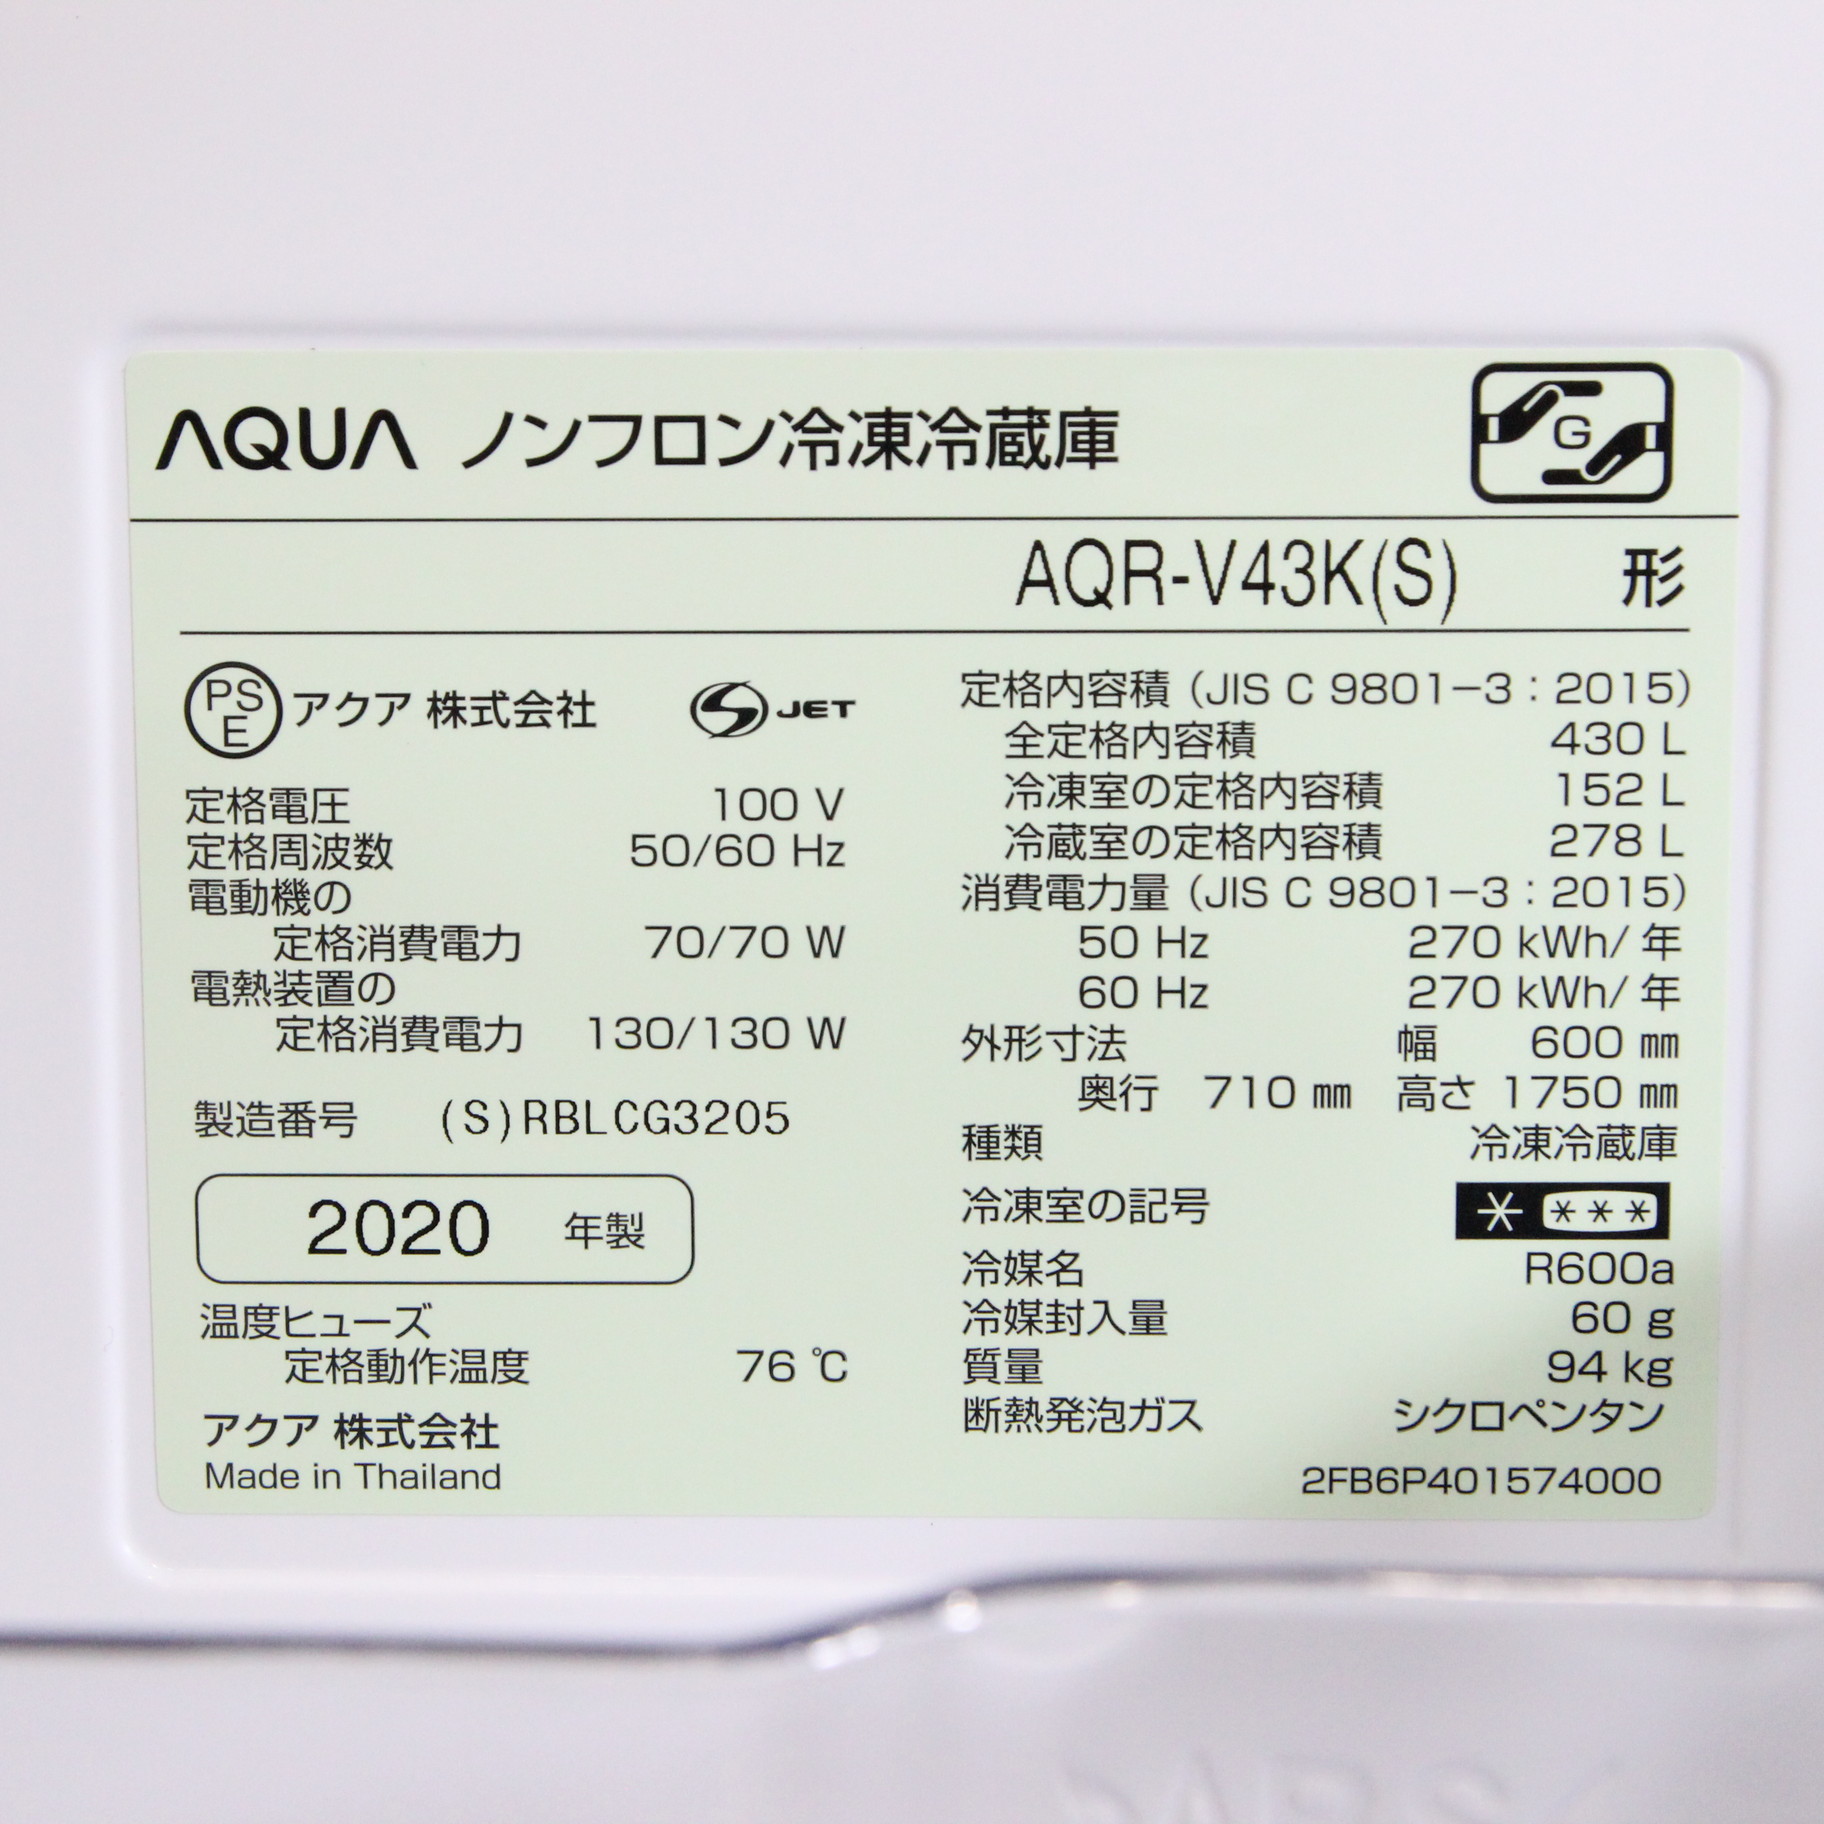 AQUA ノンフロン冷凍冷蔵庫
G
AQR-V43K(S) 形
PS
E
アクア 株式会社
S JET
定格電圧 100 V
定格周波数 50/60 Hz
電動機の
定格消費電力 70/70 W
電熱装置の
定格消費電力 130/130 W
製造番号 (S)RBLCG3205
2020 年製
温度ヒューズ
定格動作温度 76 ℃
アクア 株式会社
Made in Thailand
定格内容積 (JIS C 9801-3:2015)
全定格内容積 430 L
冷凍室の定格内容積 152 L
冷蔵室の定格内容積 278 L
消費電力量 (JIS C 9801-3:2015)
50 Hz 270 kWh/年
60 Hz 270 kWh/年
外形寸法 幅 600 ㎜
奥行 710 ㎜ 高さ 1750 ㎜
種類 冷凍冷蔵庫
冷凍室の記号 * ***
冷媒名 R600a
冷媒封入量 60 g
質量 94 kg
断熱発泡ガス シクロペンタン
2FB6P401574000